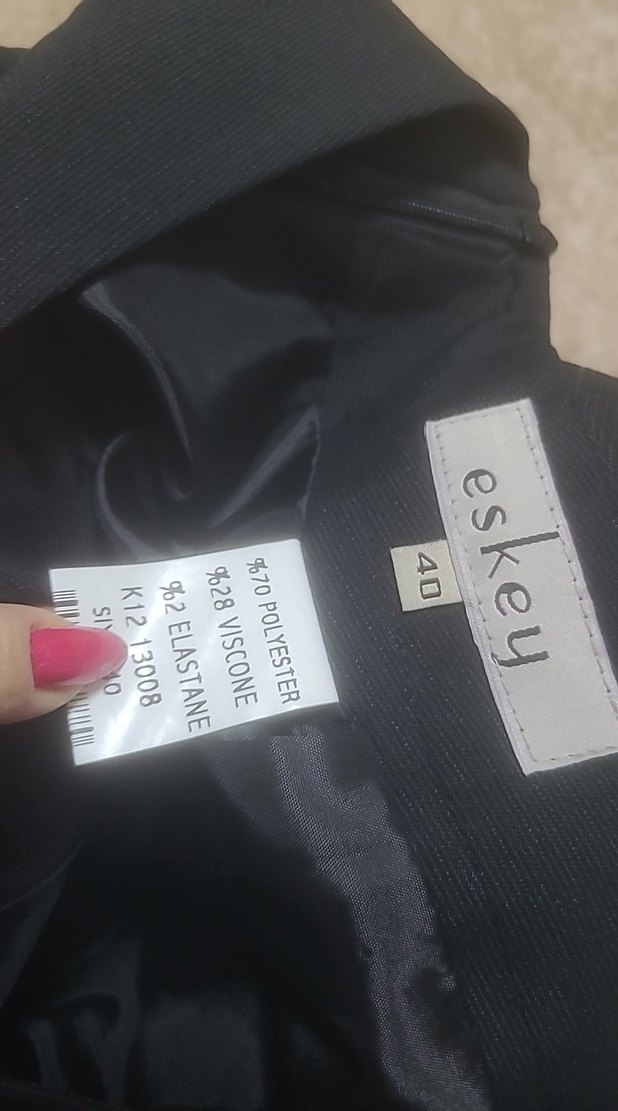 eskey
40
%70 POLYESTER
%28 VISCONE
%2 ELASTANE
K12 13008